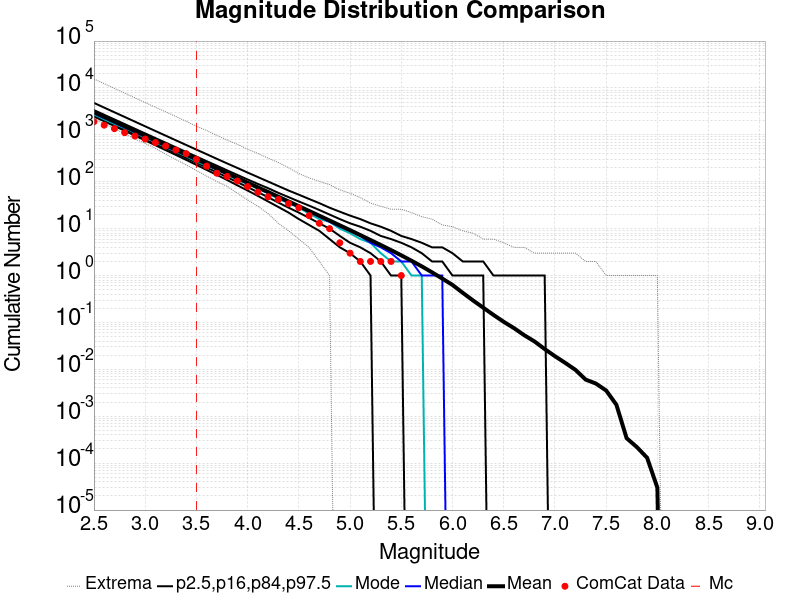 Magnitude Distribution Comparison
Cumulative Number
10^5
10^4
10^3
10^2
10^1
10^0
10^-1
10^-2
10^-3
10^-4
10^-5
2.5 3.0 3.5 4.0 4.5 5.0 5.5 6.0 6.5 7.0 7.5 8.0 8.5 9.0
Magnitude
Extrema p2.5,p16,p84,p97.5 Mode Median Mean ComCat Data Mc